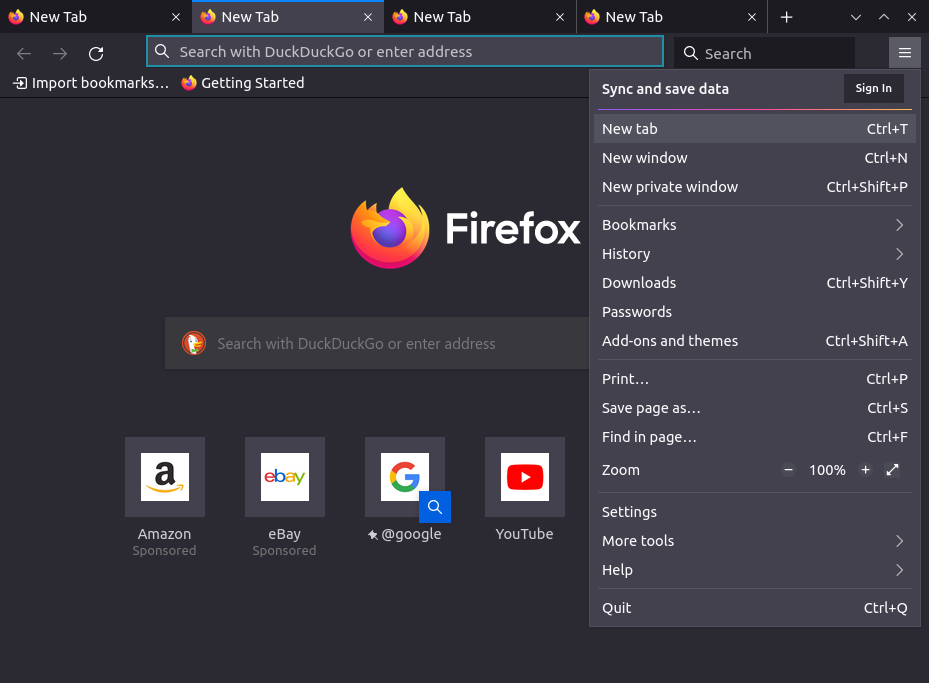 New Tab New Tab New Tab New Tab
Search with DuckDuckGo or enter address Search
Import bookmarks… Getting Started
Sync and save data Sign In
New tab Ctrl+T
New window Ctrl+N
New private window Ctrl+Shift+P
Bookmarks
History
Downloads Ctrl+Shift+Y
Passwords
Add-ons and themes Ctrl+Shift+A
Print… Ctrl+P
Save page as… Ctrl+S
Find in page… Ctrl+F
Zoom 100%
Settings
More tools
Help
Quit Ctrl+Q
Firefox
Search with DuckDuckGo or enter address
a
ebay
G
Amazon eBay @google YouTube
Sponsored Sponsored